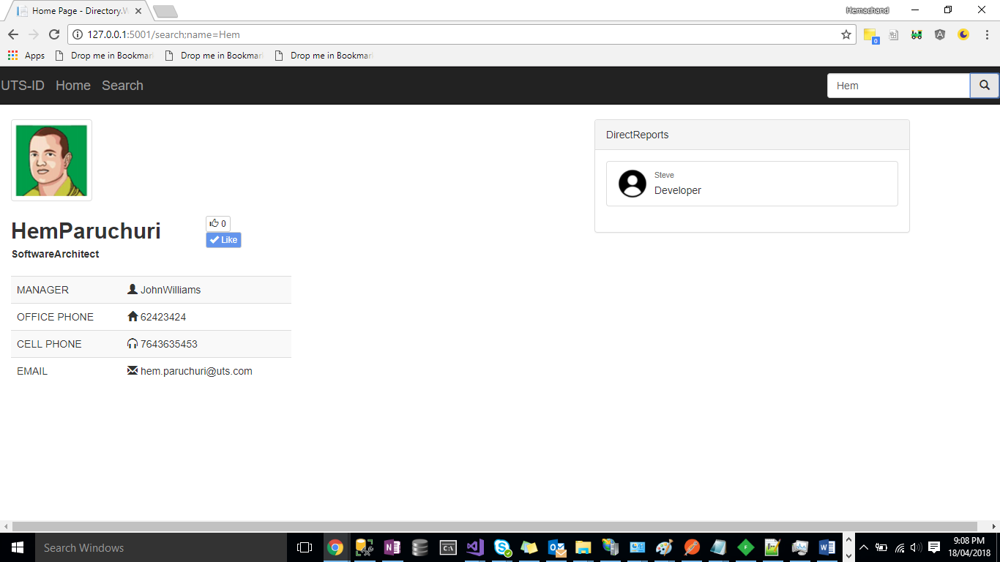 Home Page - Directory.W
Hemachand
127.0.0.1:5001/search;name=Hem
0
Apps
Drop me in Bookmar
Drop me in Bookmar
Drop me in Bookmar
UTS-ID Home Search
Hem
DirectReports
Steve
Developer
HemParuchuri
0
Like
SoftwareArchitect
MANAGER JohnWilliams
OFFICE PHONE 62423424
CELL PHONE 7643635453
EMAIL hem.paruchuri@uts.com
Search Windows
C:\
9:08 PM
18/04/2018